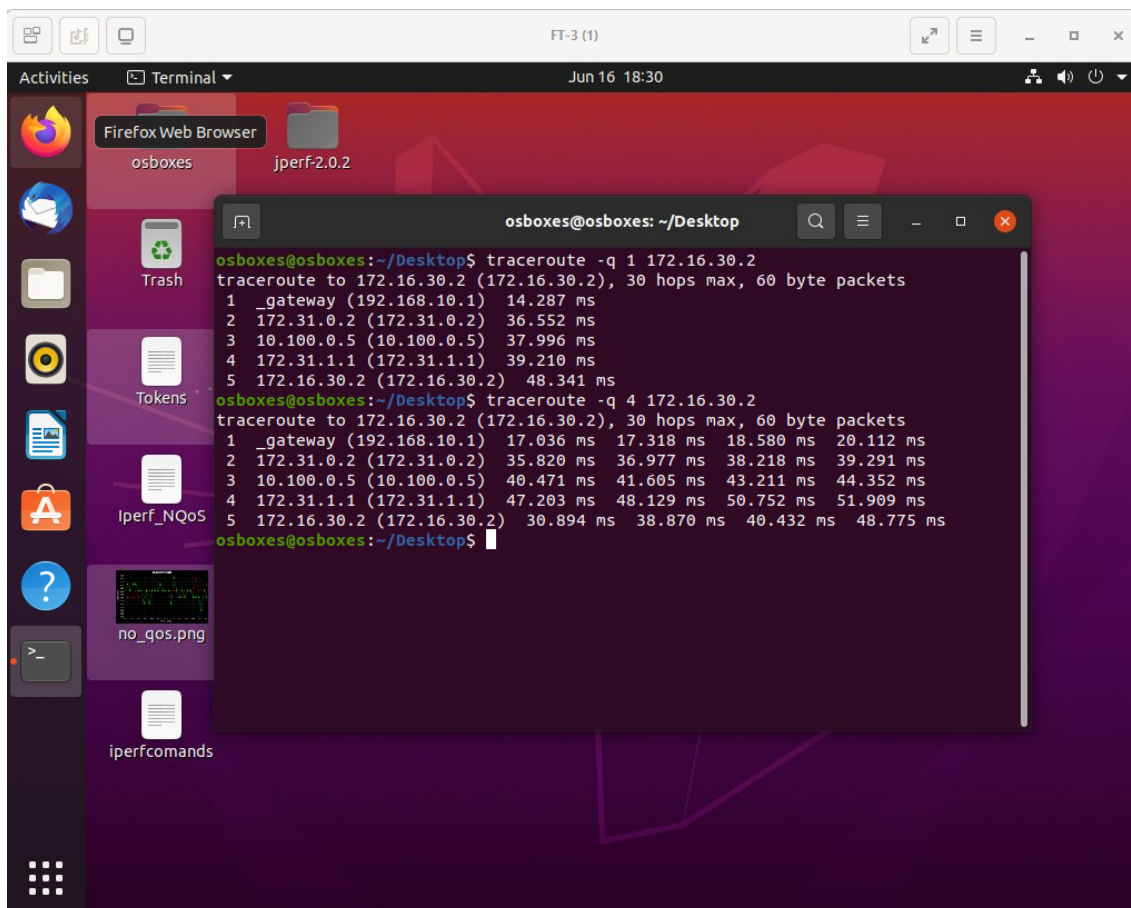 FT-3 (1)
Activities Terminal Jun 16 18:30
Firefox Web Browser
osboxes jperf-2.0.2
Trash
Tokens
Iperf_NQoS
no_qos.png
iperfcomands
osboxes@osboxes: ~/Desktop
osboxes@osboxes:~/Desktop$ traceroute -q 1 172.16.30.2
traceroute to 172.16.30.2 (172.16.30.2), 30 hops max, 60 byte packets
1 _gateway (192.168.10.1) 14.287 ms
2 172.31.0.2 (172.31.0.2) 36.552 ms
3 10.100.0.5 (10.100.0.5) 37.996 ms
4 172.31.1.1 (172.31.1.1) 39.210 ms
5 172.16.30.2 (172.16.30.2) 48.341 ms
osboxes@osboxes:~/Desktop$ traceroute -q 4 172.16.30.2
traceroute to 172.16.30.2 (172.16.30.2), 30 hops max, 60 byte packets
1 _gateway (192.168.10.1) 17.036 ms 17.318 ms 18.580 ms 20.112 ms
2 172.31.0.2 (172.31.0.2) 35.820 ms 36.977 ms 38.218 ms 39.291 ms
3 10.100.0.5 (10.100.0.5) 40.471 ms 41.605 ms 43.211 ms 44.352 ms
4 172.31.1.1 (172.31.1.1) 47.203 ms 48.129 ms 50.752 ms 51.909 ms
5 172.16.30.2 (172.16.30.2) 30.894 ms 38.870 ms 40.432 ms 48.775 ms
osboxes@osboxes:~/Desktop$